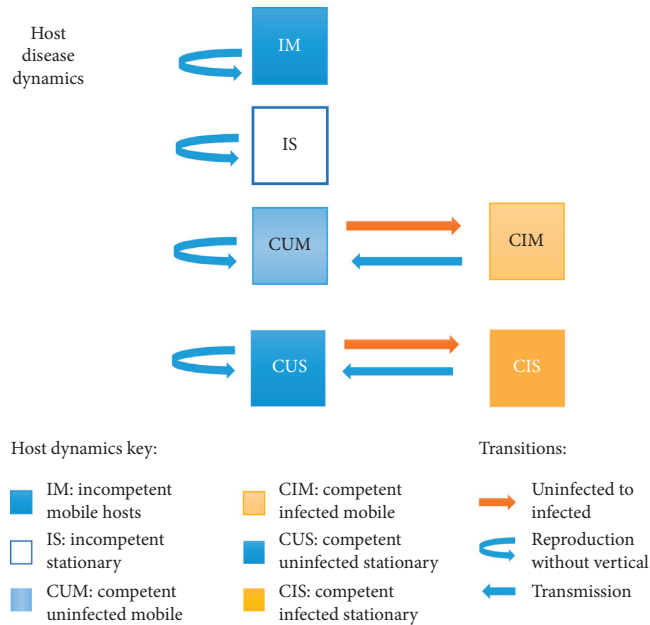 Host
disease
dynamics
IM
IS
CUM
CIM
CUS
CIS
Host dynamics key:
IM: incompetent
mobile hosts
IS: incompetent
stationary
CUM: competent
uninfected mobile
CIM: competent
infected mobile
CUS: competent
uninfected stationary
CIS: competent
infected stationary
Transitions:
Uninfected to
infected
Reproduction
without vertical
Transmission